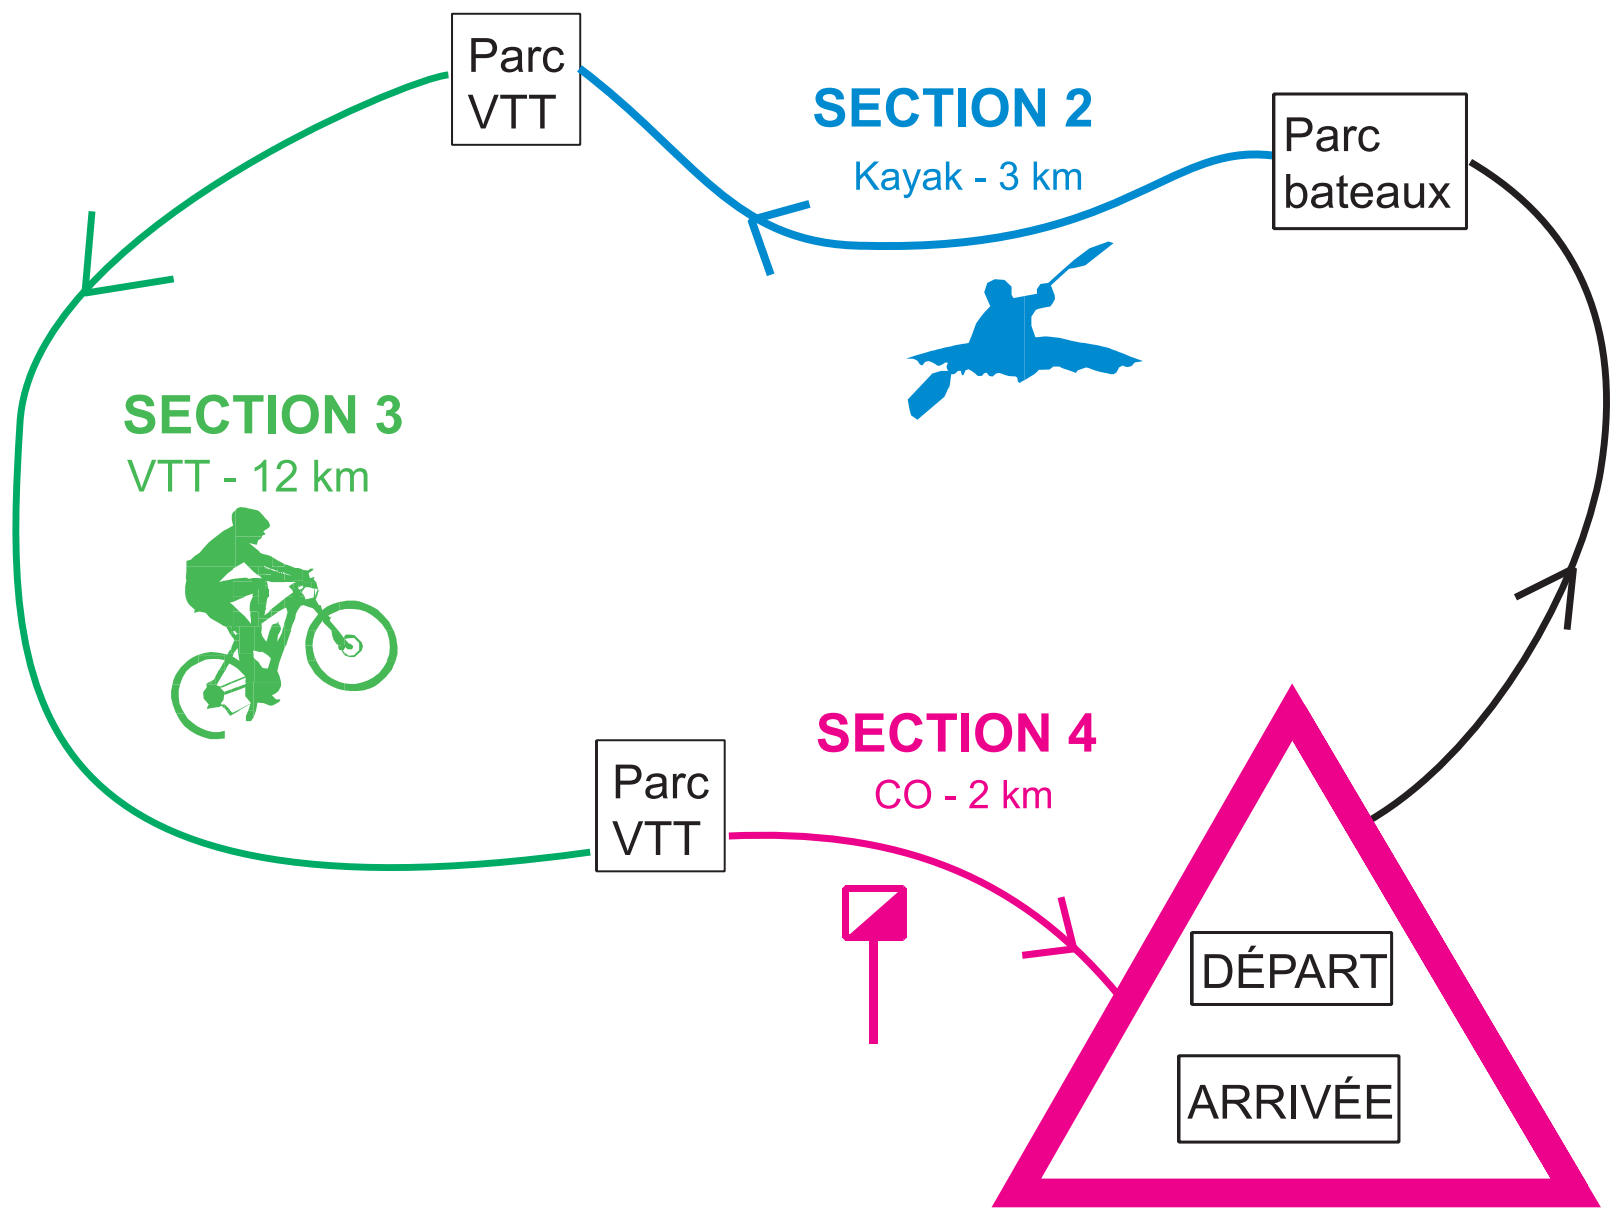 Parc
VTT
SECTION 2
Kayak - 3 km
Parc
bateaux
SECTION 3
VTT - 12 km
SECTION 4
CO - 2 km
Parc
VTT
DÉPART
ARRIVÉE